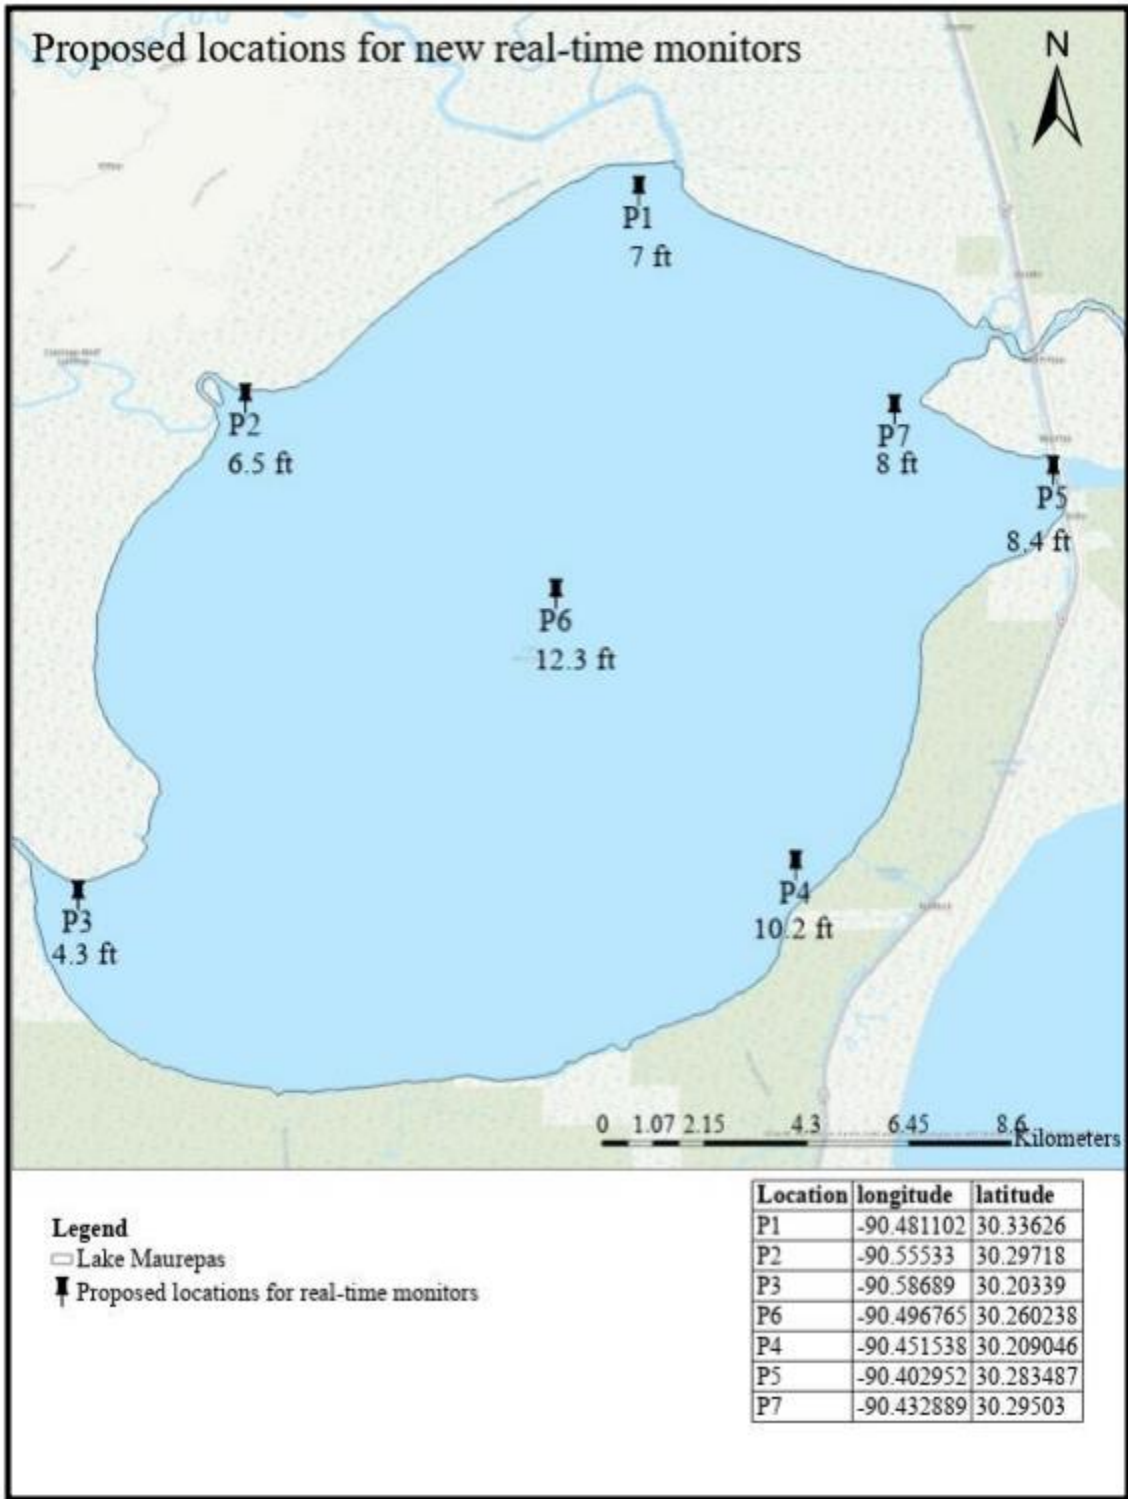 Proposed locations for new real-time monitors
N
P1
7 ft
P2
6.5 ft
P7
8 ft
P5
8.4 ft
P6
12.3 ft
P4
10.2 ft
P3
4.3 ft
0 1.07 2.15 4.3 6.45 8.6
Kilometers
Legend
Lake Maurepas
Proposed locations for real-time monitors
Location longitude latitude
P1 -90.481102 30.33626
P2 -90.55533 30.29718
P3 -90.58689 30.20339
P6 -90.496765 30.260238
P4 -90.451538 30.209046
P5 -90.402952 30.283487
P7 -90.432889 30.29503